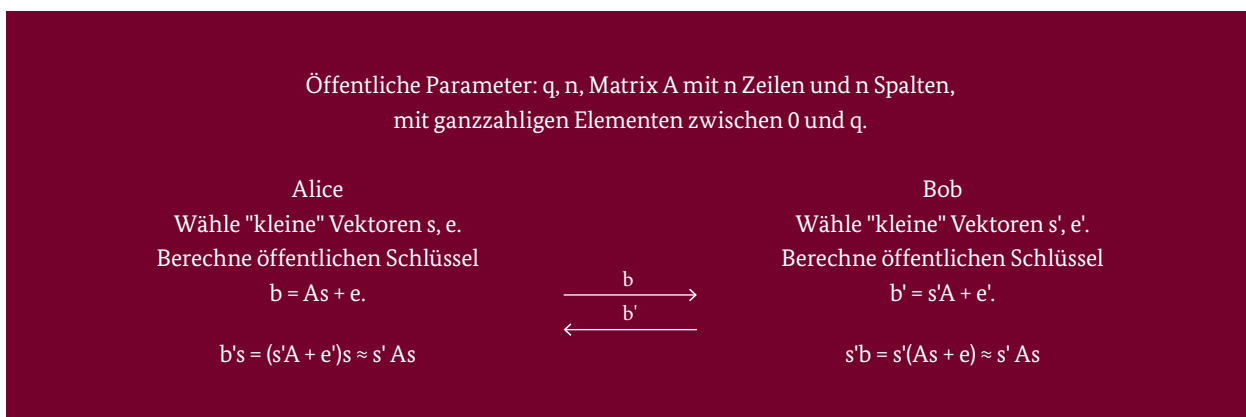 Öffentliche Parameter: q, n, Matrix A mit n Zeilen und n Spalten,
mit ganzzahligen Elementen zwischen 0 und q.
Alice
Wähle "kleine" Vektoren s, e.
Berechne öffentlichen Schlüssel
b = As + e.
b's = (s'A + e')s ≈ s' As
b
b'
Bob
Wähle "kleine" Vektoren s', e'.
Berechne öffentlichen Schlüssel
b' = s'A + e'.
s'b = s'(As + e) ≈ s' As